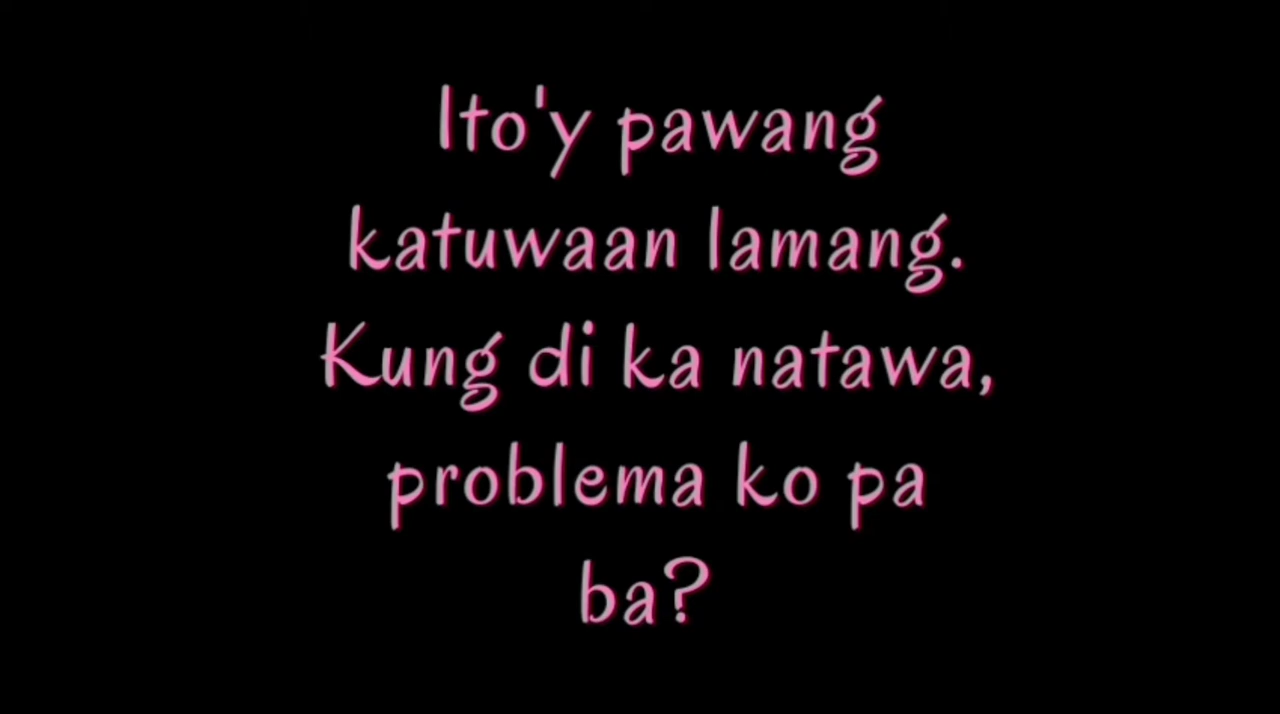 Ito'y pawang
katuwaan lamang.
Kung di ka natawa,
problema ko pa
ba?